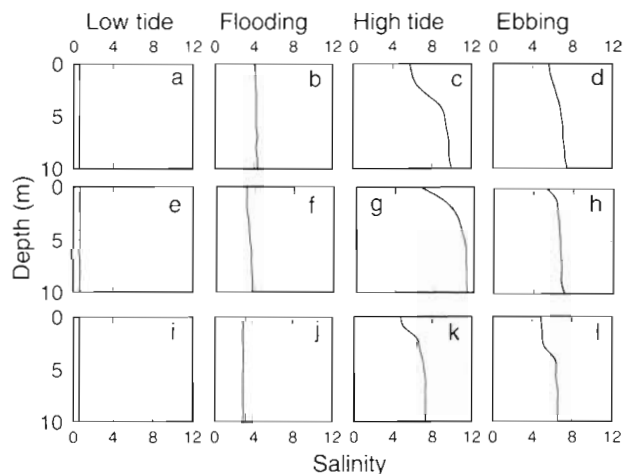 Low tide Flooding High tide Ebbing
0 4 8 12 0 4 8 12 0 4 8 12 0 4 8 12
0 a b c d
5
10
0 e f g h
5
10
0 i j k l
5
10
0 4 8 12 0 4 8 12 0 4 8 12 0 4 8 12
Depth (m)
Salinity